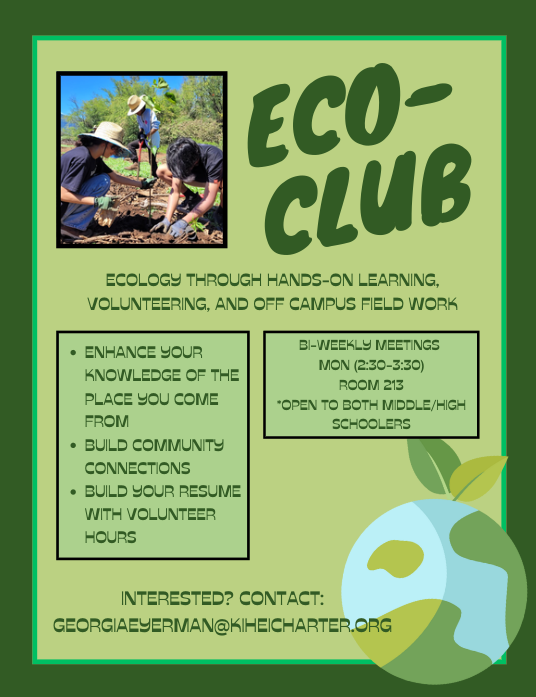 ECO-
CLUB
ECOLOGY THROUGH HANDS-ON LEARNING,
VOLUNTEERING, AND OFF CAMPUS FIELD WORK
• ENHANCE YOUR
KNOWLEDGE OF THE
PLACE YOU COME
FROM
• BUILD COMMUNITY
CONNECTIONS
• BUILD YOUR RESUME
WITH VOLUNTEER
HOURS
BI-WEEKLY MEETINGS
MON (2:30-3:30)
ROOM 213
*OPEN TO BOTH MIDDLE/HIGH
SCHOOLERS
INTERESTED? CONTACT:
GEORGIAEYERMAN@KIHEICHARTER.ORG